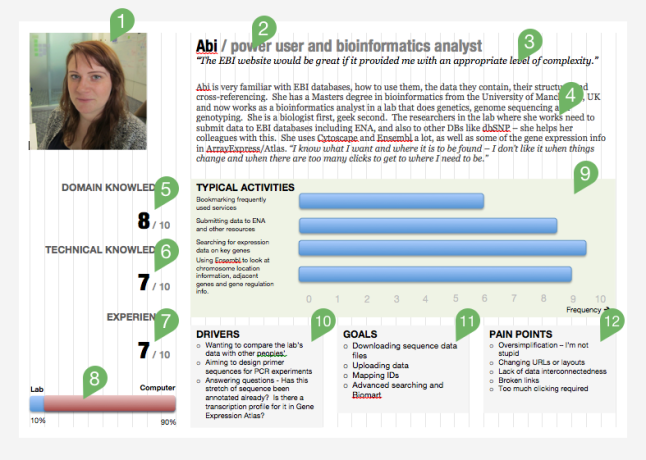 1
2
3
Abi / power user and bioinformatics analyst
“The EBI website would be great if it provided me with an appropriate level of complexity.”
4
Abi is very familiar with EBI databases, how to use them, the data they contain, their structure
cross-referencing. She has a Masters degree in bioinformatics from the University of Manc UK
and now works as a bioinformatics analyst in a lab that does genetics, genome sequencing a
genotyping. She is a biologist first, geek second. The researchers in the lab where she works need to
submit data to EBI databases including ENA, and also to other DBs like dbSNP – she helps her
colleagues with this. She uses Cytoscape and Ensembl a lot, as well as some of the gene expression info
in ArrayExpress/Atlas. “I know what I want and where it is to be found – I don’t like it when things
change and when there are too many clicks to get to where I need to be.”
DOMAIN KNOWLED
5
8 / 10
TECHNICAL KNOWLED
6
7 / 10
EXPERIEN
7
7 / 10
8
Lab Computer
10% 90%
9
TYPICAL ACTIVITIES
Bookmarking frequently
used services
Submitting data to ENA
and other resources
Searching for expression
data on key genes
Using Ensembl to look at
chromosome location
information, adjacent
genes and gene regulation
info.
0 1 2 3 4 5 6 7 8 9 10
Frequency →
10
DRIVERS
o Wanting to compare the lab’s
data with other peoples’.
o Aiming to design primer
sequences for PCR experiments
o Answering questions - Has this
stretch of sequence been
annotated already? Is there a
transcription profile for it in Gene
Expression Atlas?
11
GOALS
o Downloading sequence data
files
o Uploading data
o Mapping IDs
o Advanced searching and
Biomart
12
PAIN POINTS
o Oversimplification – I’m not
stupid
o Changing URLs or layouts
o Lack of data interconnectedness
o Broken links
o Too much clicking required